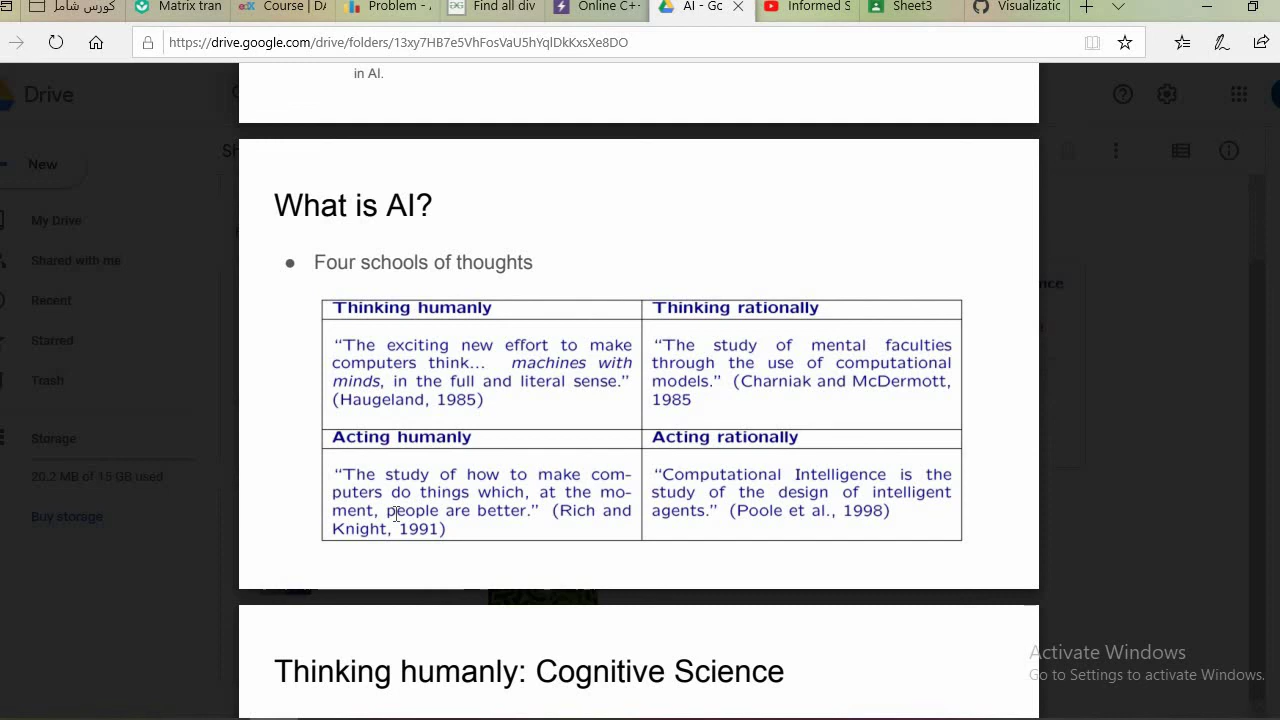 كورس شامل
Matrix tran
Course | DA
Problem -
Find all div
Online C+-
AI - Go
Informed S
Sheet3
Visualizatic
https://drive.google.com/drive/folders/13xy7HB7e5VhFosVaU5hYqlDkKxsXe8DO
in AI.
Drive
New
My Drive
Shared with me
Recent
Starred
Trash
Storage
20.2 MB of 15 GB used
Buy storage
What is AI?
● Four schools of thoughts
Thinking humanly
“The exciting new effort to make
computers think... machines with
minds, in the full and literal sense.”
(Haugeland, 1985)
Thinking rationally
“The study of mental faculties
through the use of computational
models.” (Charniak and McDermott,
1985
Acting humanly
“The study of how to make com-
puters do things which, at the mo-
ment, people are better.” (Rich and
Knight, 1991)
Acting rationally
“Computational Intelligence is the
study of the design of intelligent
agents.” (Poole et al., 1998)
Thinking humanly: Cognitive Science
Activate Windows
Go to Settings to activate Windows.